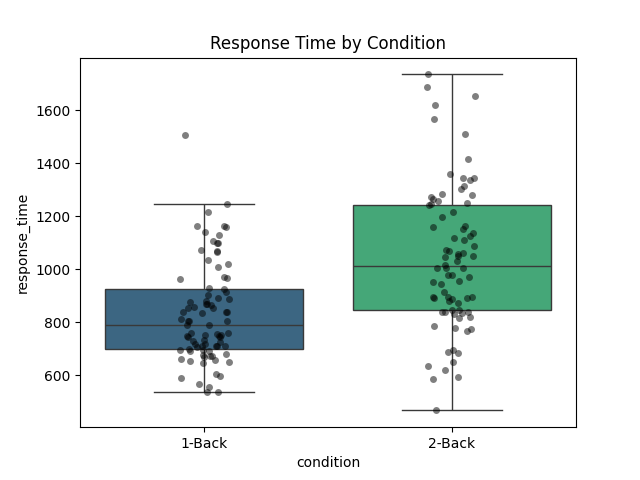 Response Time by Condition
1600
1400
1200
1000
800
600
response_time
1-Back
2-Back
condition